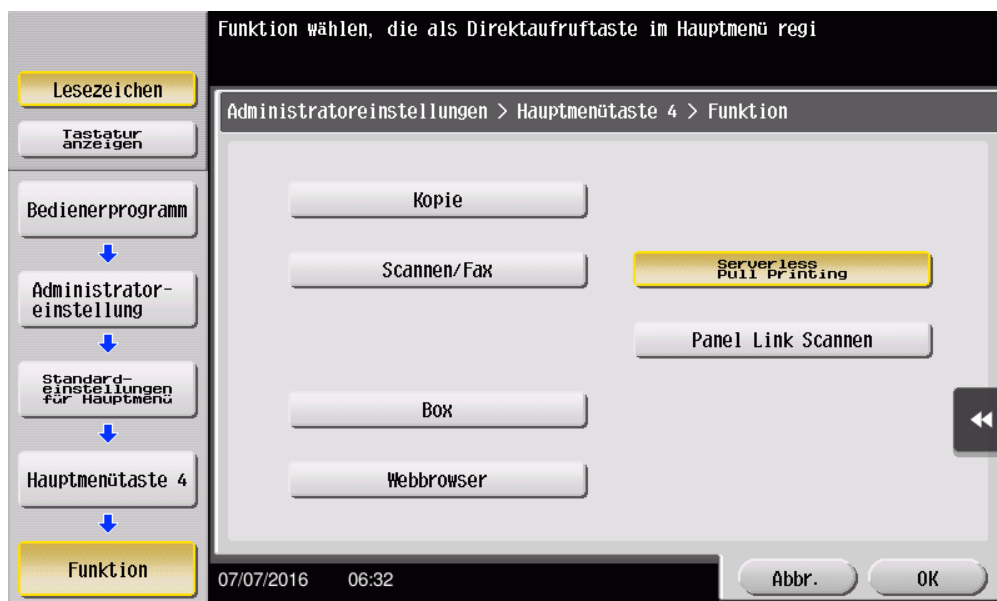 Funktion wählen, die als Direktaufruftaste im Hauptmenü regi
Lesezeichen
Tastatur
anzeigen
Administratoreinstellungen > Hauptmenütaste 4 > Funktion
Bedienerprogramm
Administrator-
einstellung
Standard-
einstellungen
für Hauptmenü
Hauptmenütaste 4
Funktion
Kopie
Scannen/Fax
Serverless
Pull Printing
Panel Link Scannen
Box
Webbrowser
07/07/2016 06:32
Abbr.
OK